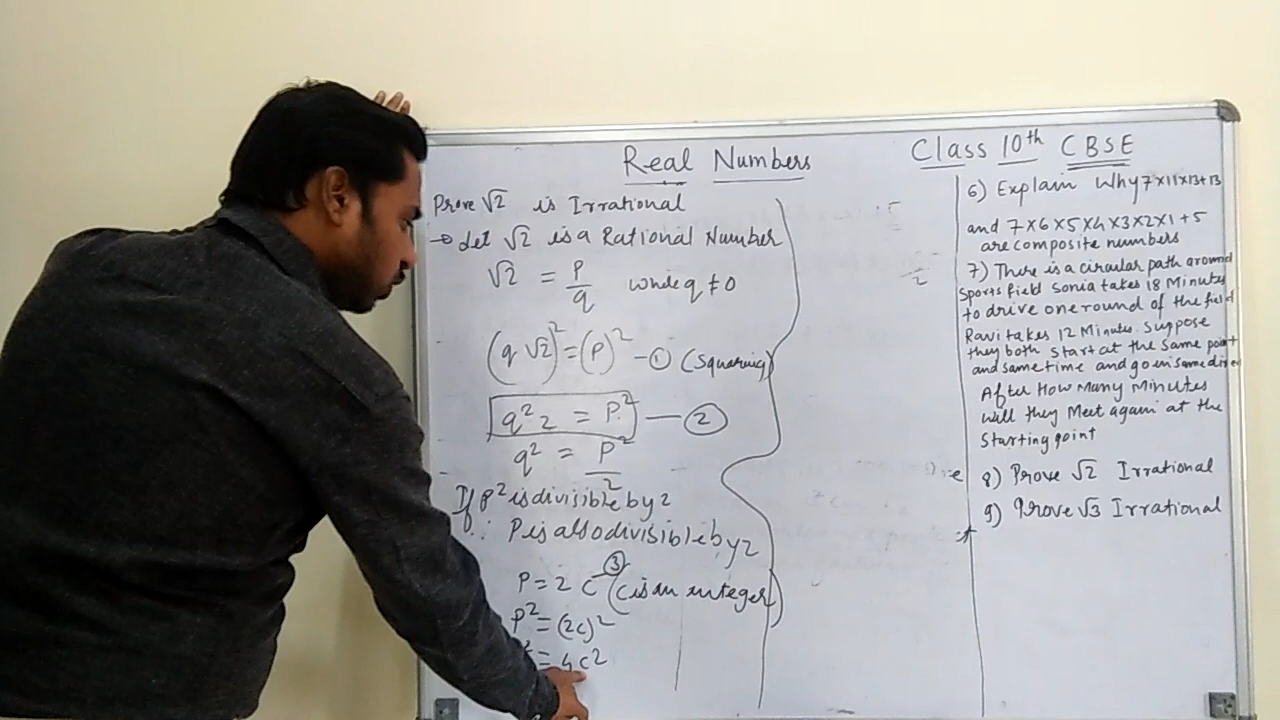 Real Numbers
Class 10th CBSE
Prove √2 is Irrational
→ Let √2 is a Rational Number
√2 = p/q while q ≠ 0
(q √2)² = (P)² — ① (Squaring)
q² 2 = P² — ②
q² = P²/2
If P² is divisible by 2
∴ P is also divisible by 2
P = 2 C ③ (C is an integer)
P² = (2c)²
= 4c2
6) Explain Why 7×11×13+13
and 7×6×5×4×3×2×1+5
are composite numbers
7) There is a circular path around
Sports field Sonia takes 18 Minutes
to drive one round of the field
Ravi takes 12 Minutes. Suppose
they both start at the same point
and same time and go in same dire
After How Many Minutes
will they Meet again at the
Starting point
8) Prove √2 Irrational
9) Prove √3 Irrational